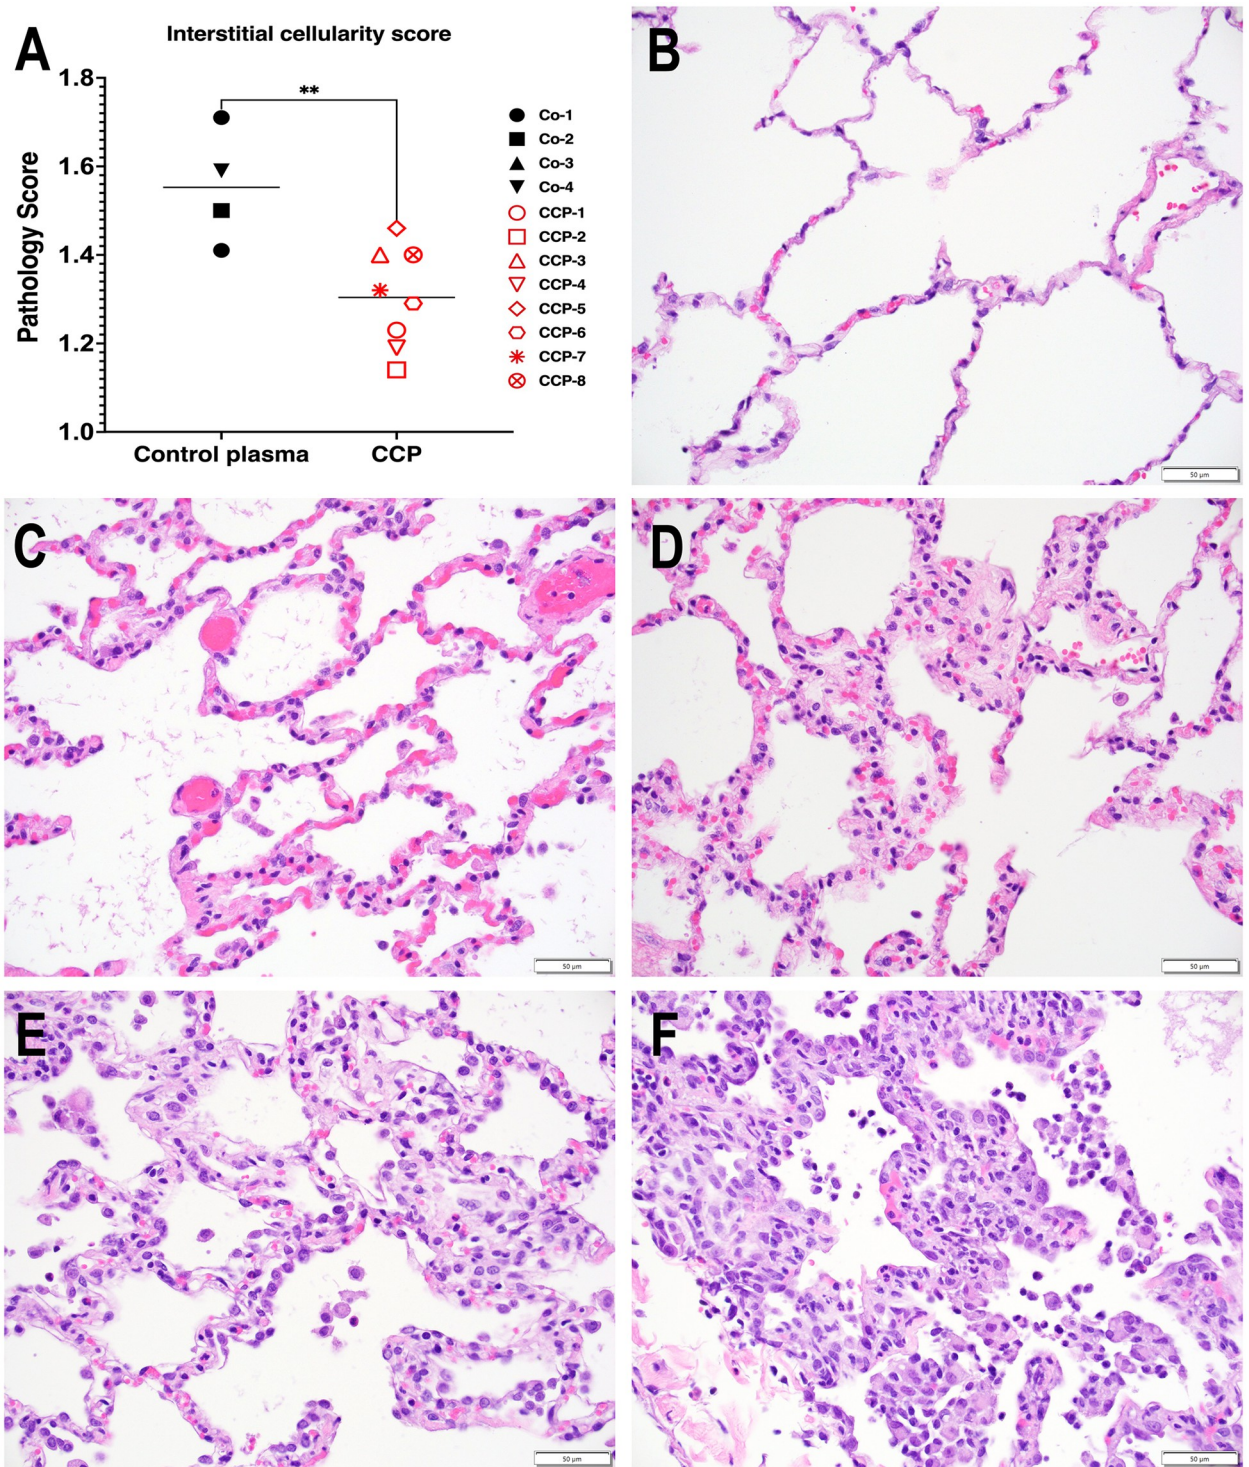 A
Interstitial cellularity score
**
Pathology Score
1.8
1.6
1.4
1.2
1.0
Control plasma
CCP
Co-1
Co-2
Co-3
Co-4
CCP-1
CCP-2
CCP-3
CCP-4
CCP-5
CCP-6
CCP-7
CCP-8
B
50 µm
C
50 µm
D
50 µm
E
50 µm
F
50 µm